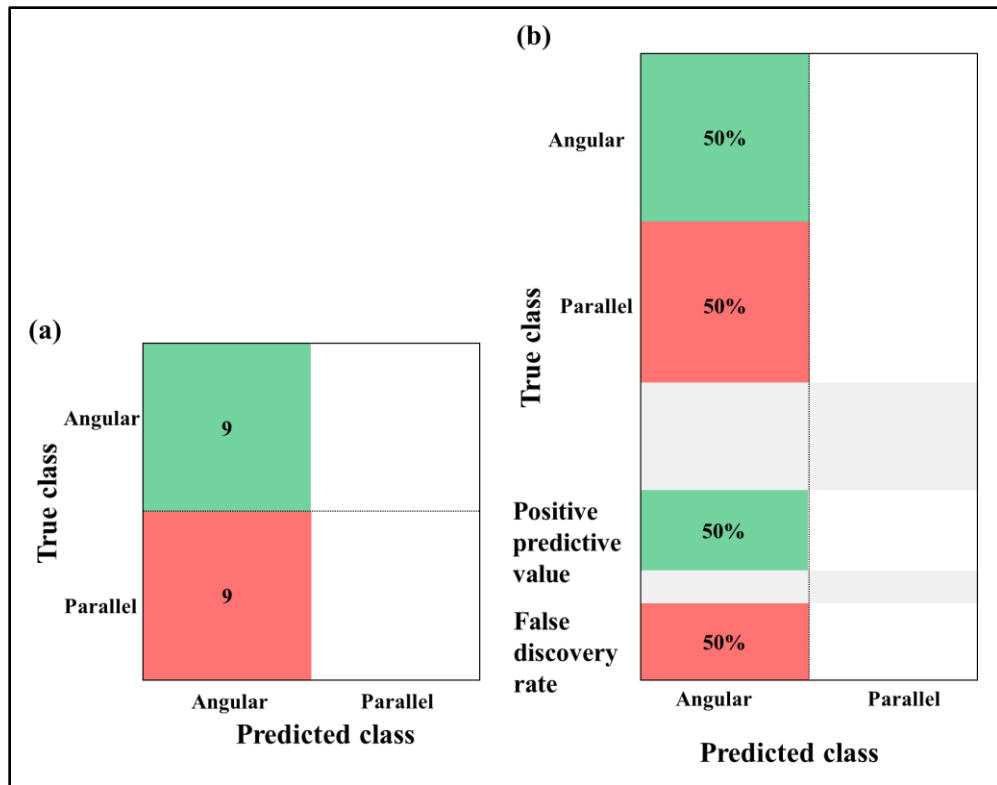 (a)
True class
Angular
9
Parallel
9
Angular
Parallel
Predicted class
(b)
True class
Angular
50%
Parallel
50%
Positive
predictive
value
50%
False
discovery
rate
50%
Angular
Parallel
Predicted class